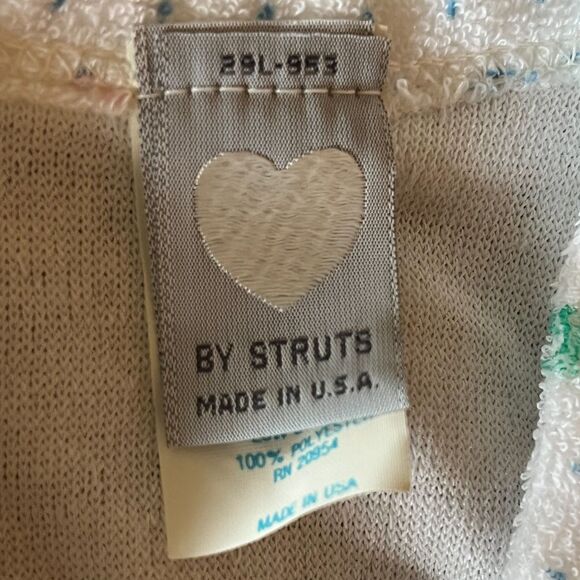 29L-953
BY STRUTS
MADE IN U.S.A.
100% POLYESTER
RN 20954
MADE IN USA